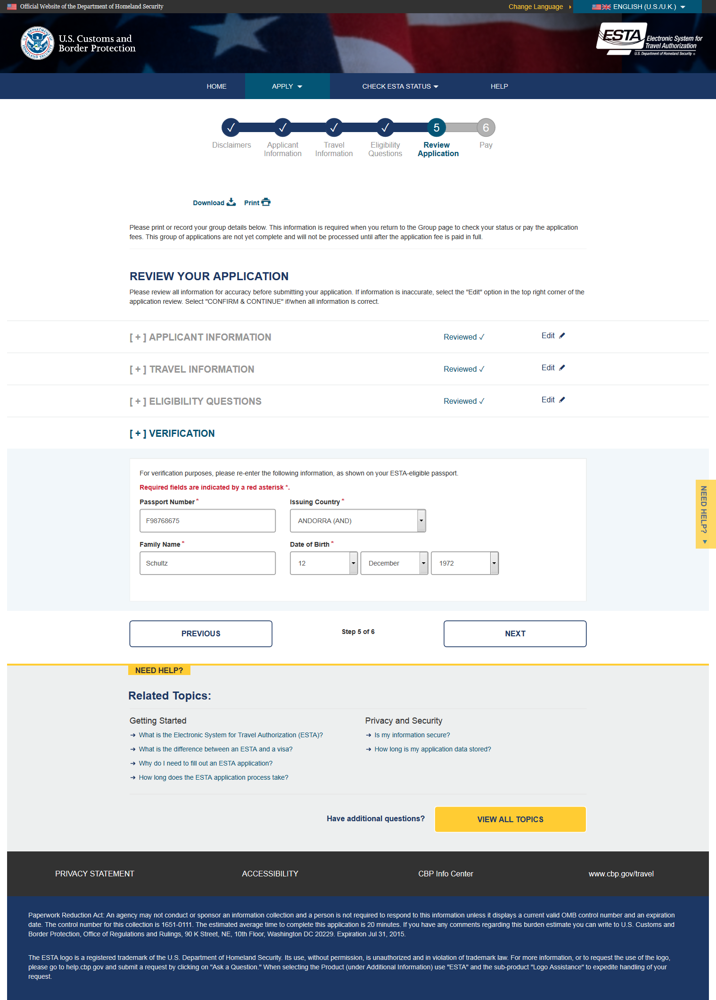 Official Website of the Department of Homeland Security
Change Language
ENGLISH (U.S./U.K.)
U.S. Customs and
Border Protection
ESTA
Electronic System for
Travel Authorization
U.S. Department of Homeland Security
HOME
APPLY
CHECK ESTA STATUS
HELP
✓ ✓ ✓ ✓ 5 6
Disclaimers
Applicant
Information
Travel
Information
Eligibility
Questions
Review
Application
Pay
Download
Print
Please print or record your group details below. This information is required when you return to the Group page to check your status or pay the application
fees. This group of applications are not yet complete and will not be processed until after the application fee is paid in full.
REVIEW YOUR APPLICATION
Please review all information for accuracy before submitting your application. If information is inaccurate, select the "Edit" option in the top right corner of the
application review. Select "CONFIRM & CONTINUE" if/when all information is correct.
[ + ] APPLICANT INFORMATION Reviewed ✓ Edit
[ + ] TRAVEL INFORMATION Reviewed ✓ Edit
[ + ] ELIGIBILITY QUESTIONS Reviewed ✓ Edit
[ + ] VERIFICATION
For verification purposes, please re-enter the following information, as shown on your ESTA-eligible passport.
Required fields are indicated by a red asterisk *.
Passport Number * Issuing Country *
F98768675 ANDORRA (AND)
Family Name * Date of Birth *
Schultz 12 December 1972
NEED HELP?
PREVIOUS
Step 5 of 6
NEXT
NEED HELP?
Related Topics:
Getting Started
What is the Electronic System for Travel Authorization (ESTA)?
What is the difference between an ESTA and a visa?
Why do I need to fill out an ESTA application?
How long does the ESTA application process take?
Privacy and Security
Is my information secure?
How long is my application data stored?
Have additional questions?
VIEW ALL TOPICS
PRIVACY STATEMENT
ACCESSIBILITY
CBP Info Center
www.cbp.gov/travel
Paperwork Reduction Act: An agency may not conduct or sponsor an information collection and a person is not required to respond to this information unless it displays a current valid OMB control number and an expiration
date. The control number for this collection is 1651-0111. The estimated average time to complete this application is 20 minutes. If you have any comments regarding this burden estimate you can write to U.S. Customs and
Border Protection, Office of Regulations and Rulings, 90 K Street, NE, 10th Floor, Washington DC 20229. Expiration Jul 31, 2015.
The ESTA logo is a registered trademark of the U.S. Department of Homeland Security. Its use, without permission, is unauthorized and in violation of trademark law. For more information, or to request the use of the logo,
please go to help.cbp.gov and submit a request by clicking on "Ask a Question." When selecting the Product (under Additional Information) use "ESTA" and the sub-product "Logo Assistance" to expedite handling of your
request.